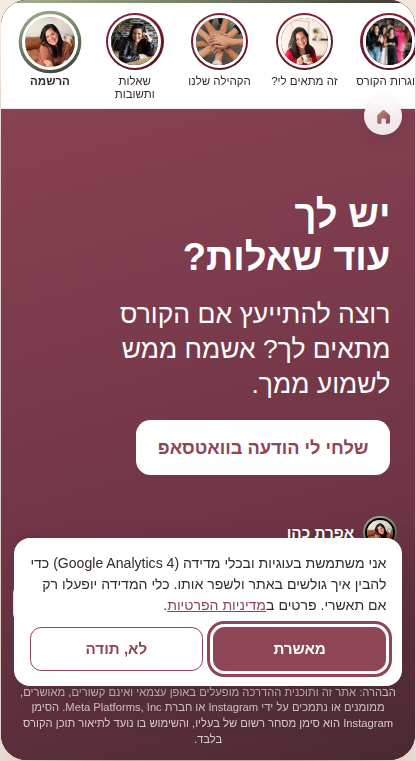 וגרות הקורס
זה מתאים לי?
הקהילה שלנו
שאלות
ותשובות
הרשמה
יש לך
עוד שאלות?
רוצה להתייעץ אם הקורס
מתאים לך? אשמח ממש
לשמוע ממך.
שלחי לי הודעה בוואטסאפ
אפרת כהן
אני משתמשת בעוגיות ובכלי מדידה (Google Analytics 4) כדי
להבין איך גולשים באתר ולשפר אותו. כלי המדידה יופעלו רק
אם תאשרי. פרטים במדיניות הפרטיות.
מאשרת
לא, תודה
הבהרה: אתר זה ותוכנית ההדרכה מופעלים באופן עצמאי ואינם קשורים, מאושרים,
ממומנים או נתמכים על ידי Instagram או חברת Meta Platforms, Inc. הסימן
Instagram הוא סימן מסחר רשום של בעליו, והשימוש בו נועד לתיאור תוכן הקורס
בלבד.